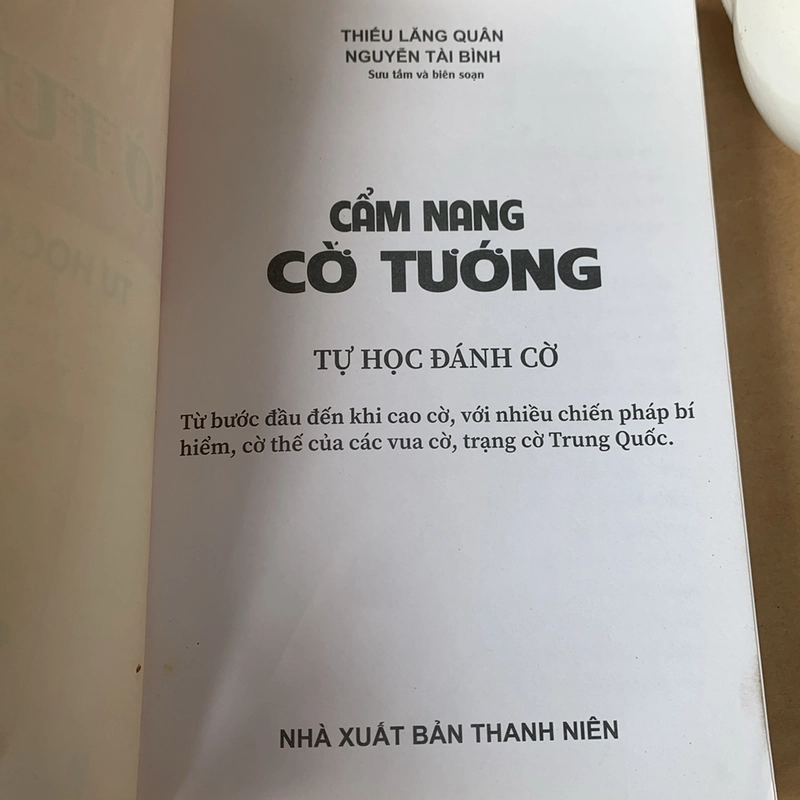 THIẾU LĂNG QUÂN
NGUYỄN TÀI BÌNH
Sưu tầm và biên soạn
CẨM NANG
CỜ TƯỚNG
TỰ HỌC ĐÁNH CỜ
Từ bước đầu đến khi cao cờ, với nhiều chiến pháp bí
hiểm, cờ thế của các vua cờ, trạng cờ Trung Quốc.
NHÀ XUẤT BẢN THANH NIÊN